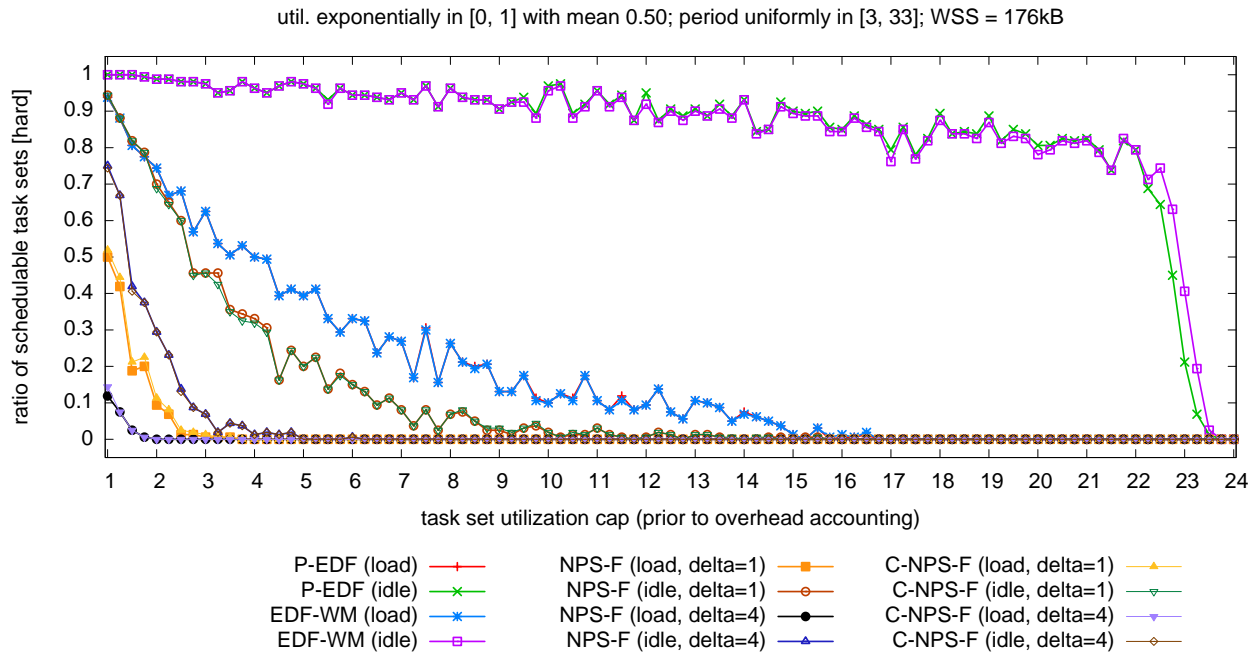 util. exponentially in [0, 1] with mean 0.50; period uniformly in [3, 33]; WSS = 176kB
ratio of schedulable task sets [hard]
1
0.9
0.8
0.7
0.6
0.5
0.4
0.3
0.2
0.1
0
1 2 3 4 5 6 7 8 9 10 11 12 13 14 15 16 17 18 19 20 21 22 23 24
task set utilization cap (prior to overhead accounting)
P-EDF (load) NPS-F (load, delta=1) C-NPS-F (load, delta=1)
P-EDF (idle) NPS-F (idle, delta=1) C-NPS-F (idle, delta=1)
EDF-WM (load) NPS-F (load, delta=4) C-NPS-F (load, delta=4)
EDF-WM (idle) NPS-F (idle, delta=4) C-NPS-F (idle, delta=4)